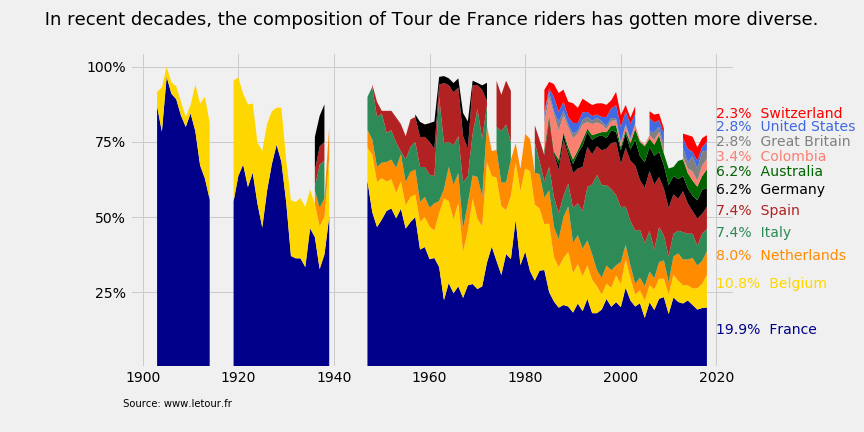 In recent decades, the composition of Tour de France riders has gotten more diverse.
100%
75%
50%
25%
2.3% Switzerland
2.8% United States
2.8% Great Britain
3.4% Colombia
6.2% Australia
6.2% Germany
7.4% Spain
7.4% Italy
8.0% Netherlands
10.8% Belgium
19.9% France
1900 1920 1940 1960 1980 2000 2020
Source: www.letour.fr